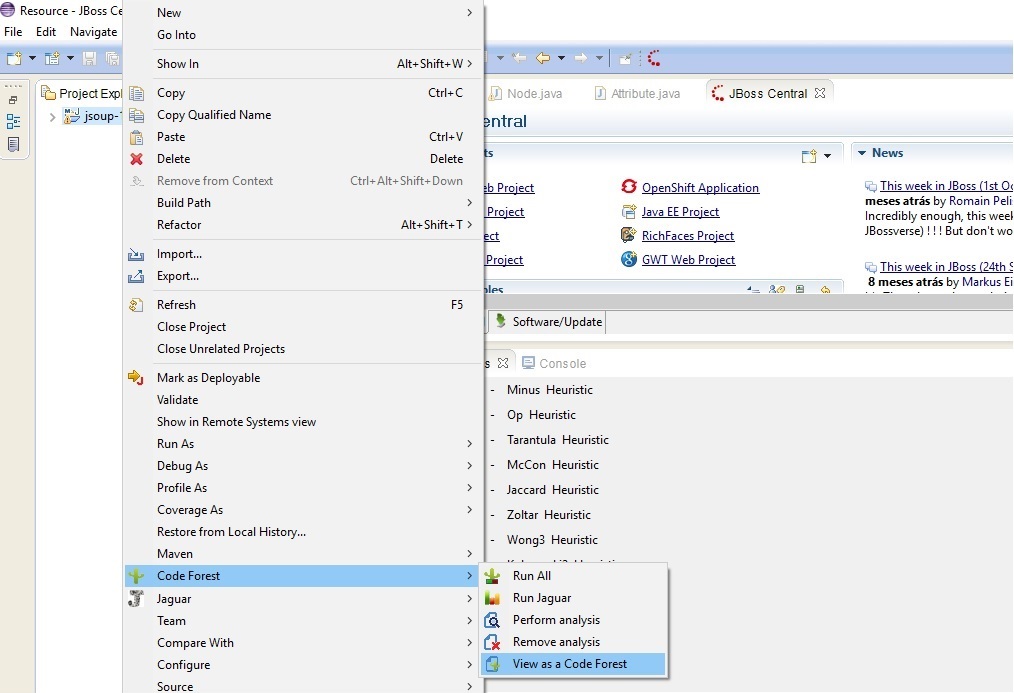 Resource - JBoss Ce
File Edit Navigate
Project Expl
jsoup-1
New
Go Into
Show In Alt+Shift+W
Copy Ctrl+C
Copy Qualified Name
Paste Ctrl+V
Delete Delete
Remove from Context Ctrl+Alt+Shift+Down
Build Path
Refactor Alt+Shift+T
Import...
Export...
Refresh F5
Close Project
Close Unrelated Projects
Mark as Deployable
Validate
Show in Remote Systems view
Run As
Debug As
Profile As
Coverage As
Restore from Local History...
Maven
Code Forest
Jaguar
Team
Compare With
Configure
Source
Run All
Run Jaguar
Perform analysis
Remove analysis
View as a Code Forest
Node.java Attribute.java JBoss Central
entral
ts
eb Project
Project
ect
Project
OpenShift Application
Java EE Project
RichFaces Project
GWT Web Project
ples
News
This week in JBoss (1st Oc
meses atrás by Romain Pelis
Incredibly enough, this week
JBossverse) ! ! ! But don't wo
This week in JBoss (24th S
8 meses atrás by Markus Ei
Software/Update
s Console
- Minus Heuristic
- Op Heuristic
- Tarantula Heuristic
- McCon Heuristic
- Jaccard Heuristic
- Zoltar Heuristic
- Wong3 Heuristic